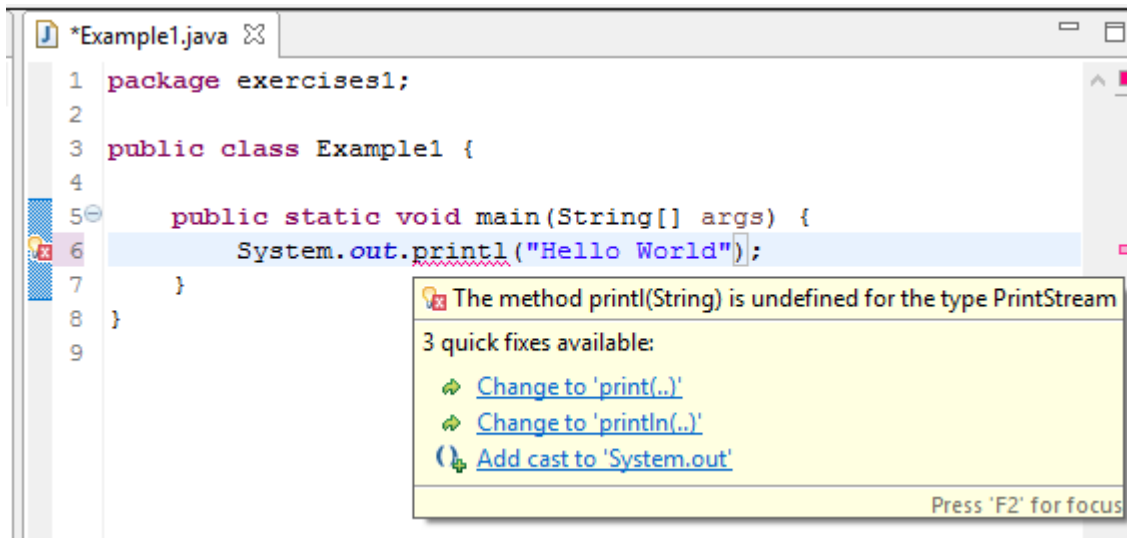 *Example1.java
1 package exercises1;
2
3 public class Example1 {
4
5 public static void main(String[] args) {
6 System.out.printl("Hello World");
7 }
8 }
9
The method printl(String) is undefined for the type PrintStream
3 quick fixes available:
Change to 'print(..)'
Change to 'println(..)'
Add cast to 'System.out'
Press 'F2' for focus